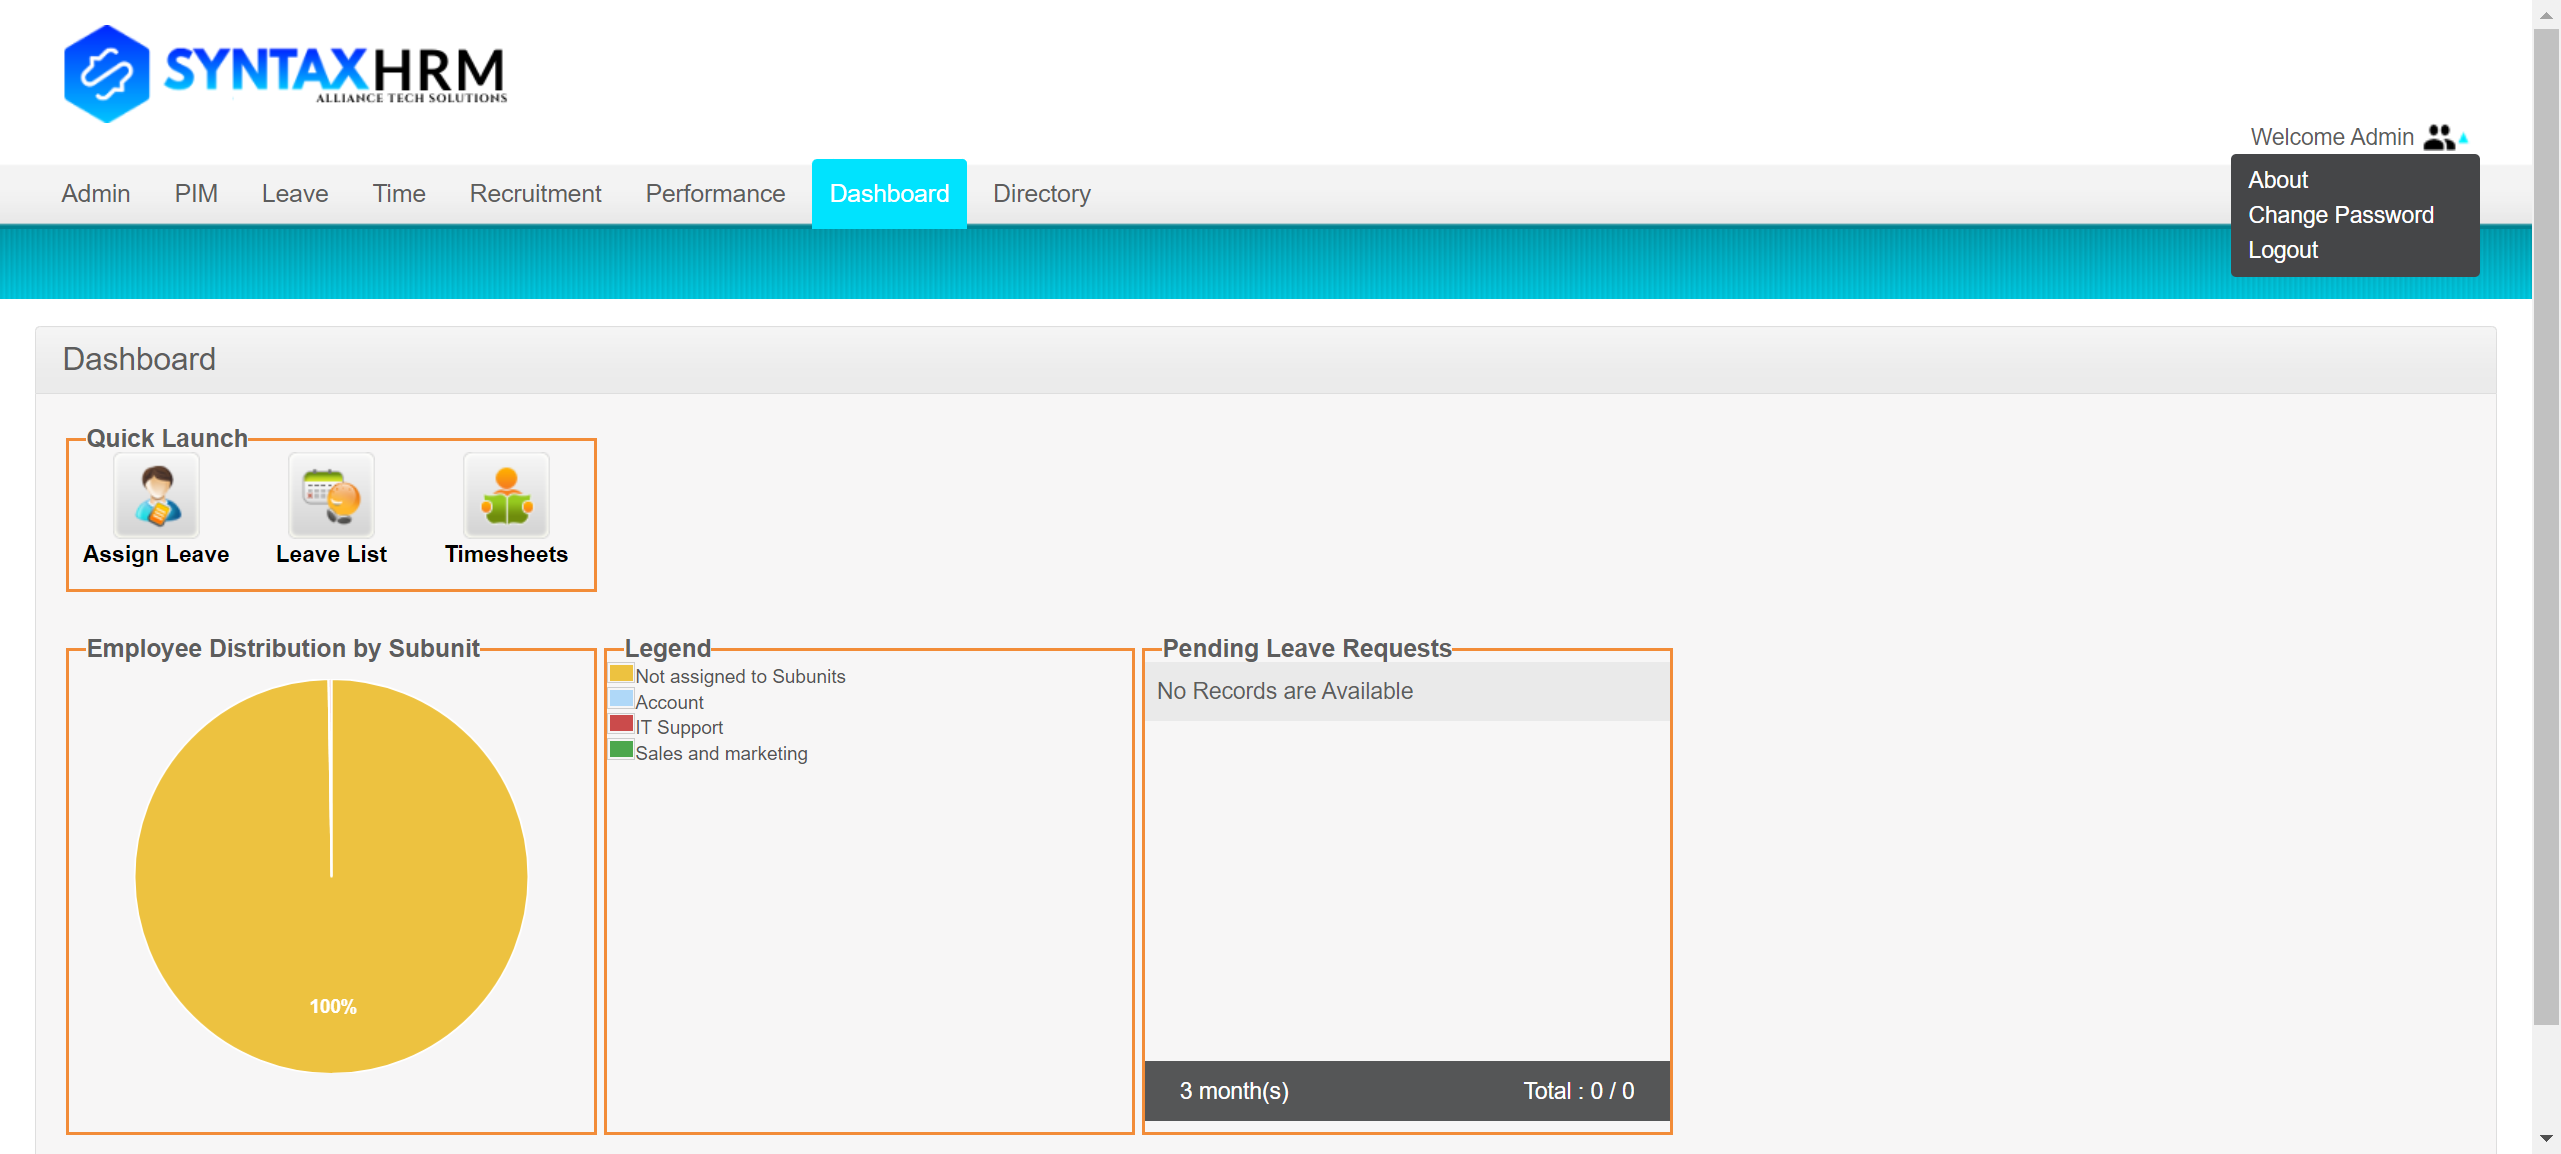 SYNTAXHRM
ALLIANCE TECH SOLUTIONS
Welcome Admin
About
Change Password
Logout
Admin PIM Leave Time Recruitment Performance Dashboard Directory
Dashboard
Quick Launch
Assign Leave Leave List Timesheets
Employee Distribution by Subunit
100%
Legend
Not assigned to Subunits
Account
IT Support
Sales and marketing
Pending Leave Requests
No Records are Available
3 month(s) Total : 0 / 0